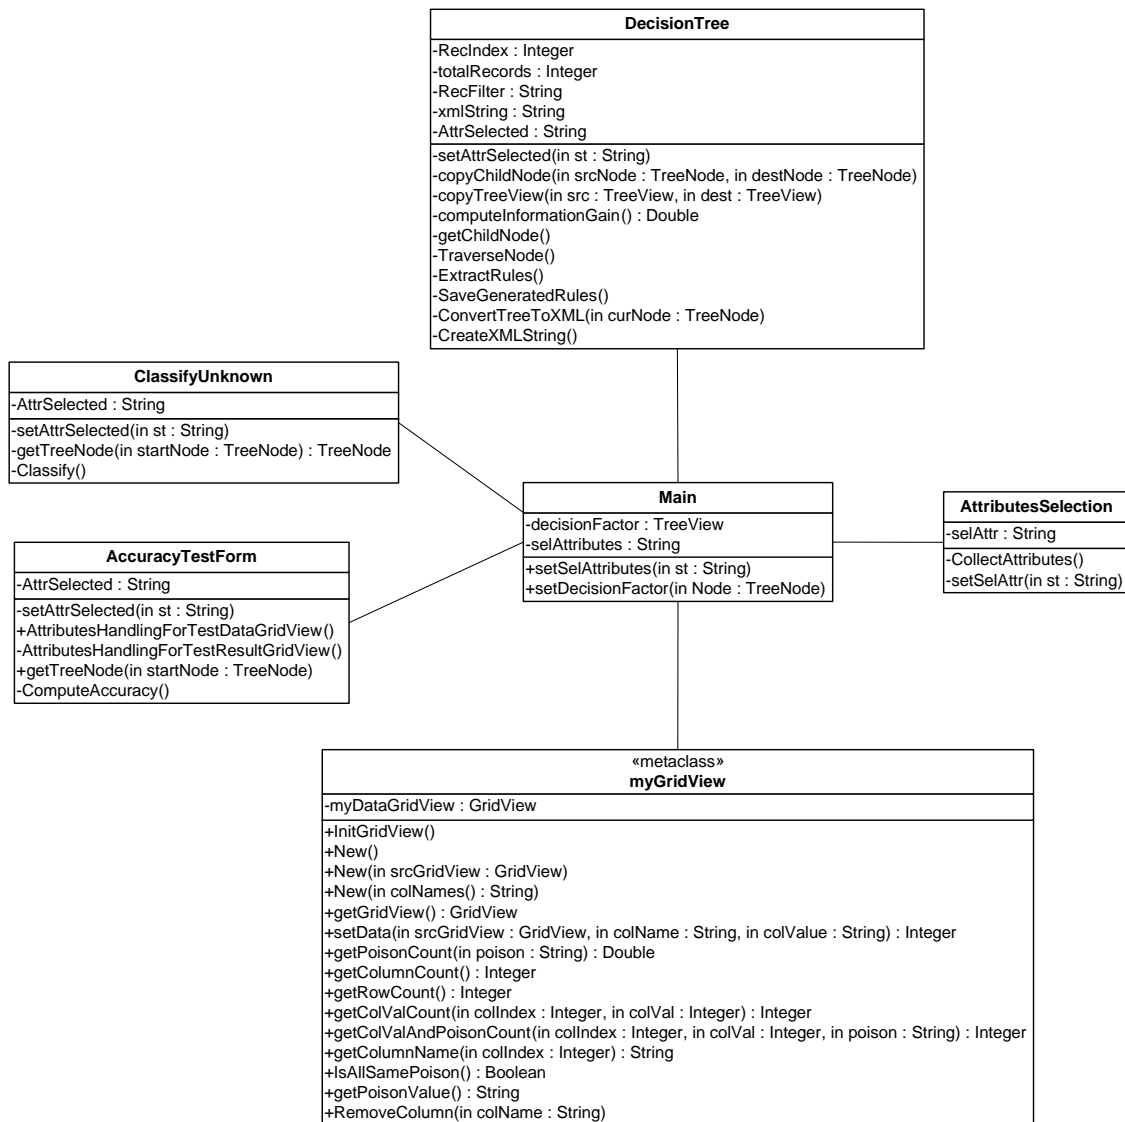 DecisionTree
-RecIndex : Integer
-totalRecords : Integer
-RecFilter : String
-xmlString : String
-AttrSelected : String
-setAttrSelected(in st : String)
-copyChildNode(in srcNode : TreeNode, in destNode : TreeNode)
-copyTreeView(in src : TreeView, in dest : TreeView)
-computeInformationGain() : Double
-getChildNode()
-TraverseNode()
-ExtractRules()
-SaveGeneratedRules()
-ConvertTreeToXML(in curNode : TreeNode)
-CreateXMLString()
ClassifyUnknown
-AttrSelected : String
-setAttrSelected(in st : String)
-getTreeNode(in startNode : TreeNode) : TreeNode
-Classify()
Main
-decisionFactor : TreeView
-selAttributes : String
+setSelAttributes(in st : String)
+setDecisionFactor(in Node : TreeNode)
AttributesSelection
-selAttr : String
-CollectAttributes()
-setSelAttr(in st : String)
AccuracyTestForm
-AttrSelected : String
-setAttrSelected(in st : String)
+AttributesHandlingForTestDataGridView()
-AttributesHandlingForTestResultGridView()
+getTreeNode(in startNode : TreeNode)
-ComputeAccuracy()
«metaclass»
myGridView
-myDataGridView : GridView
+InitGridView()
+New()
+New(in srcGridView : GridView)
+New(in colNames() : String)
+getGridView() : GridView
+setData(in srcGridView : GridView, in colName : String, in colValue : String) : Integer
+getPoisonCount(in poison : String) : Double
+getColumnCount() : Integer
+getRowCount() : Integer
+getColValCount(in colIndex : Integer, in colVal : Integer) : Integer
+getColValAndPoisonCount(in colIndex : Integer, in colVal : Integer, in poison : String) : Integer
+getColumnName(in colIndex : Integer) : String
+IsAllSamePoison() : Boolean
+getPoisonValue() : String
+RemoveColumn(in colName : String)